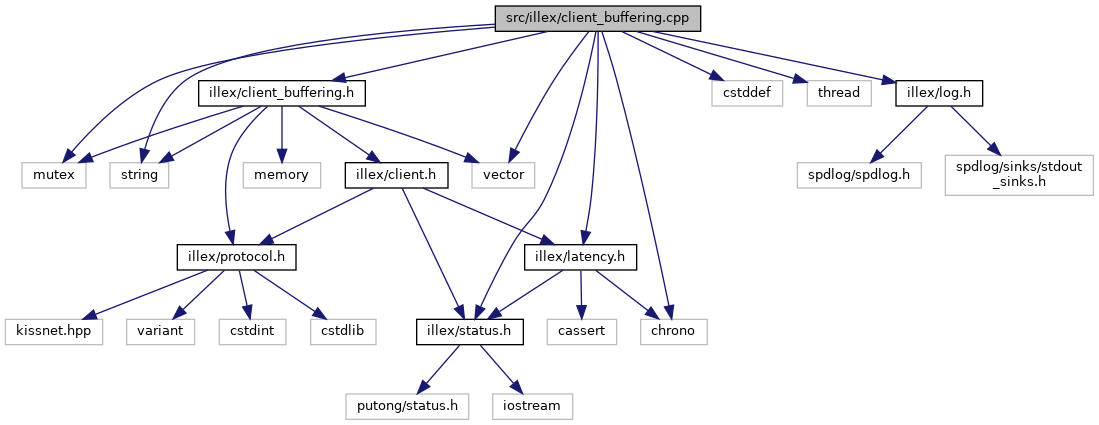 src/illex/client_buffering.cpp
illex/client_buffering.h
cstddef
thread
illex/log.h
mutex
string
memory
illex/client.h
vector
spdlog/spdlog.h
spdlog/sinks/stdout
_sinks.h
illex/protocol.h
illex/latency.h
kissnet.hpp
variant
cstdint
cstdlib
illex/status.h
cassert
chrono
putong/status.h
iostream